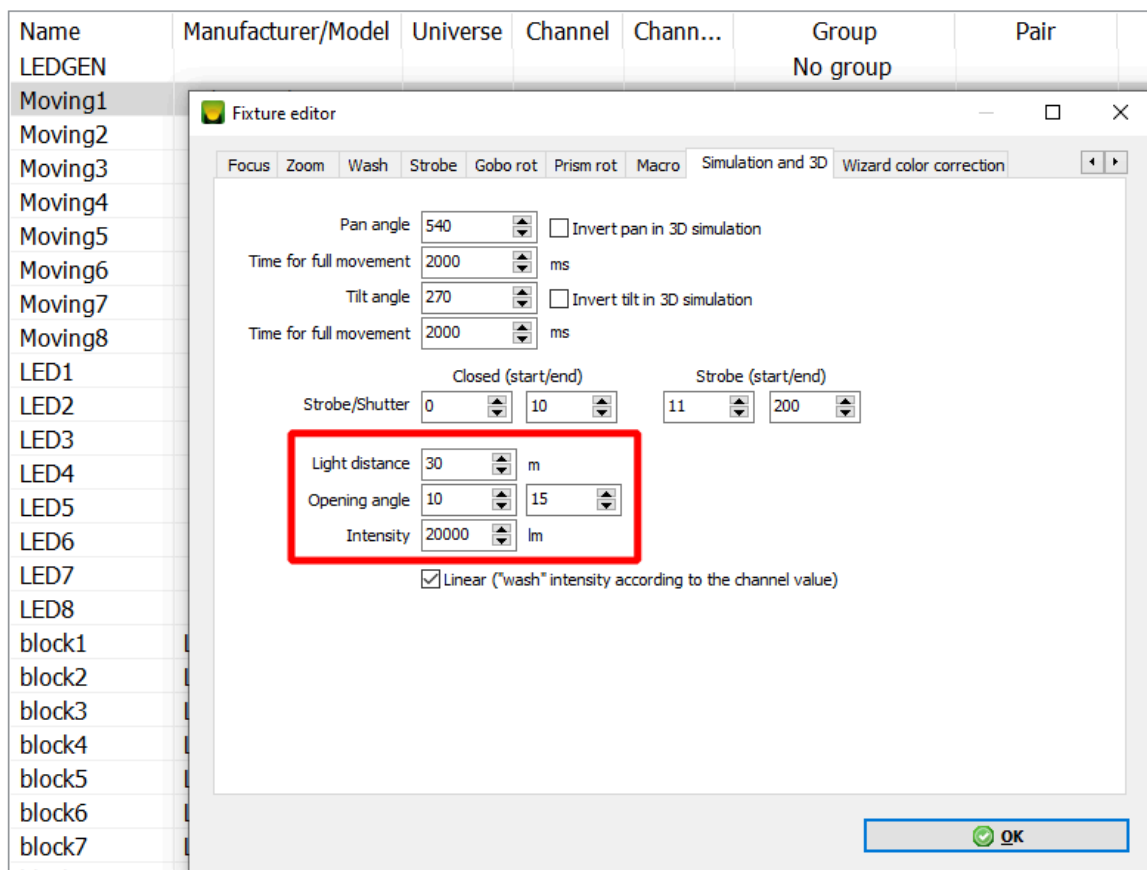 Name Manufacturer/Model Universe Channel Chann... Group Pair
LEDGEN No group
Moving1
Fixture editor
Moving2
Focus Zoom Wash Strobe Gobo rot Prism rot Macro Simulation and 3D Wizard color correction
Moving3
Moving4
Pan angle 540 Invert pan in 3D simulation
Moving5
Time for full movement 2000 ms
Moving6
Tilt angle 270 Invert tilt in 3D simulation
Moving7
Time for full movement 2000 ms
Moving8
LED1
Closed (start/end) Strobe (start/end)
LED2
Strobe/Shutter 0 10 11 200
LED3
Light distance 30 m
LED4
Opening angle 10 15
LED5
Intensity 20000 lm
LED6
LED7
Linear ("wash" intensity according to the channel value)
LED8
block1
block2
block3
block4
block5
block6
OK
block7